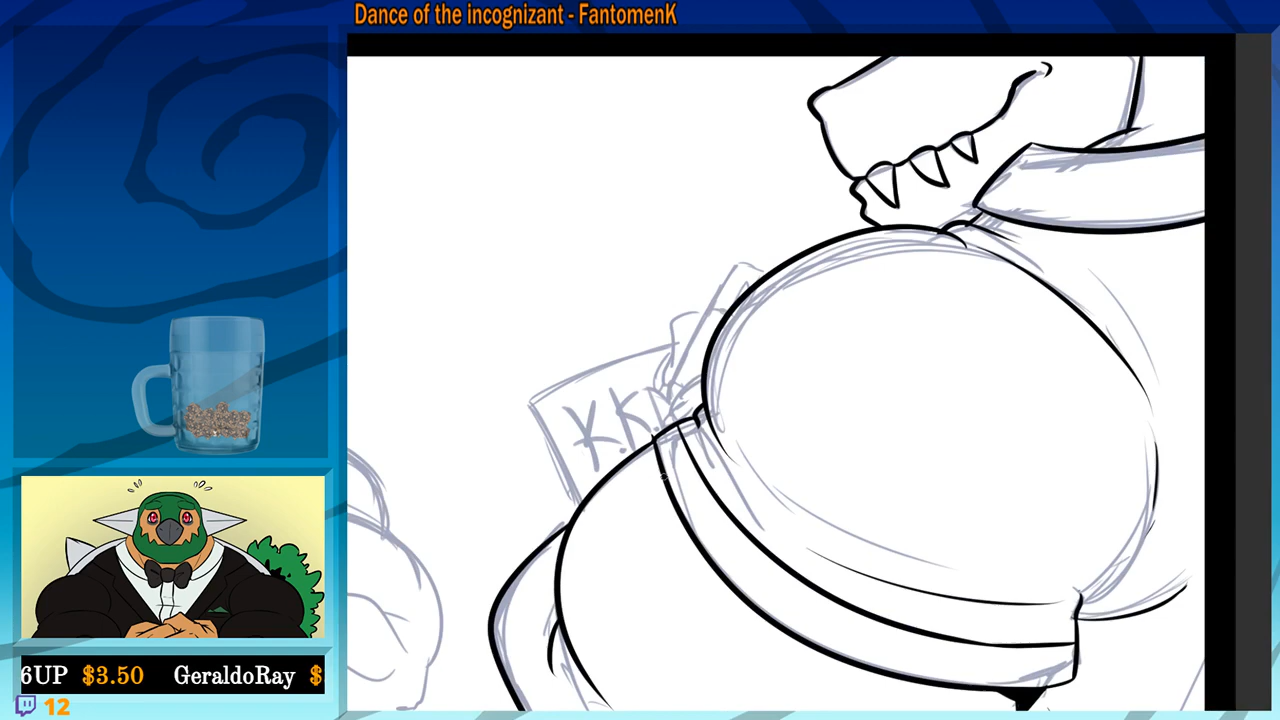 Dance of the incognizant - FantomenK
K.K.
6UP $3.50 GeraldoRay $
12